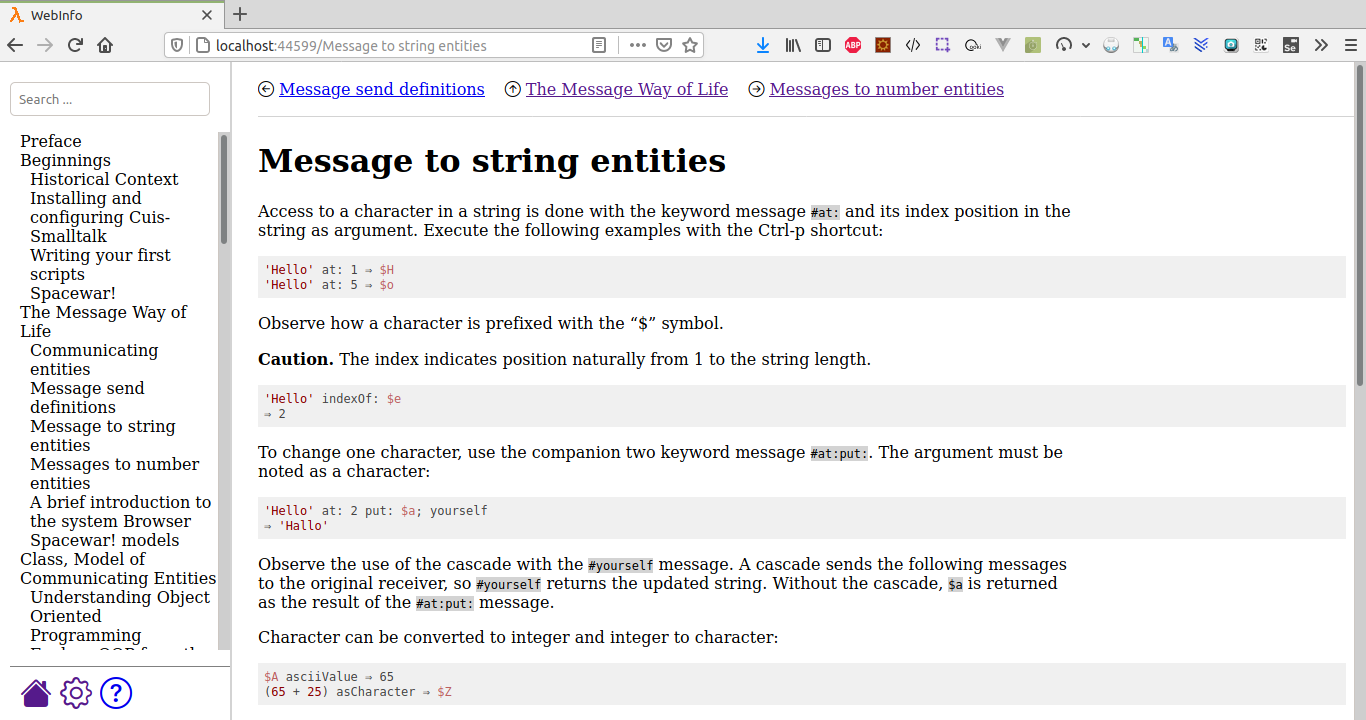 WebInfo
localhost:44599/Message to string entities
ABP
Se
Search ...
Preface
Beginnings
Historical Context
Installing and
configuring Cuis-
Smalltalk
Writing your first
scripts
Spacewar!
The Message Way of
Life
Communicating
entities
Message send
definitions
Message to string
entities
Messages to number
entities
A brief introduction to
the system Browser
Spacewar! models
Class, Model of
Communicating Entities
Understanding Object
Oriented
Programming
Message send definitions The Message Way of Life Messages to number entities
Message to string entities
Access to a character in a string is done with the keyword message #at: and its index position in the
string as argument. Execute the following examples with the Ctrl-p shortcut:
'Hello' at: 1 ⇒ $H
'Hello' at: 5 ⇒ $o
Observe how a character is prefixed with the “$” symbol.
Caution. The index indicates position naturally from 1 to the string length.
'Hello' indexOf: $e
⇒ 2
To change one character, use the companion two keyword message #at:put:. The argument must be
noted as a character:
'Hello' at: 2 put: $a; yourself
⇒ 'Hallo'
Observe the use of the cascade with the #yourself message. A cascade sends the following messages
to the original receiver, so #yourself returns the updated string. Without the cascade, $a is returned
as the result of the #at:put: message.
Character can be converted to integer and integer to character:
$A asciiValue ⇒ 65
(65 + 25) asCharacter ⇒ $Z